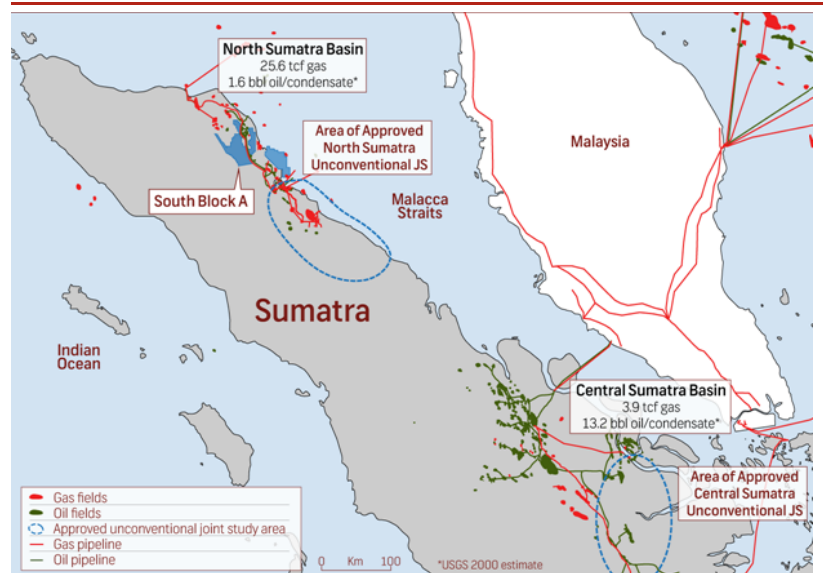 North Sumatra Basin
25.6 tcf gas
1.6 bbl oil/condensate*
Area of Approved
North Sumatra
Unconventional JS
Malaysia
South Block A
Malacca
Straits
Sumatra
Indian
Ocean
Central Sumatra Basin
3.9 tcf gas
13.2 bbl oil/condensate*
Area of Approved
Central Sumatra
Unconventional JS
Gas fields
Oil fields
Approved unconventional joint study area
Gas pipeline
Oil pipeline
0 Km 100
*USGS 2000 estimate